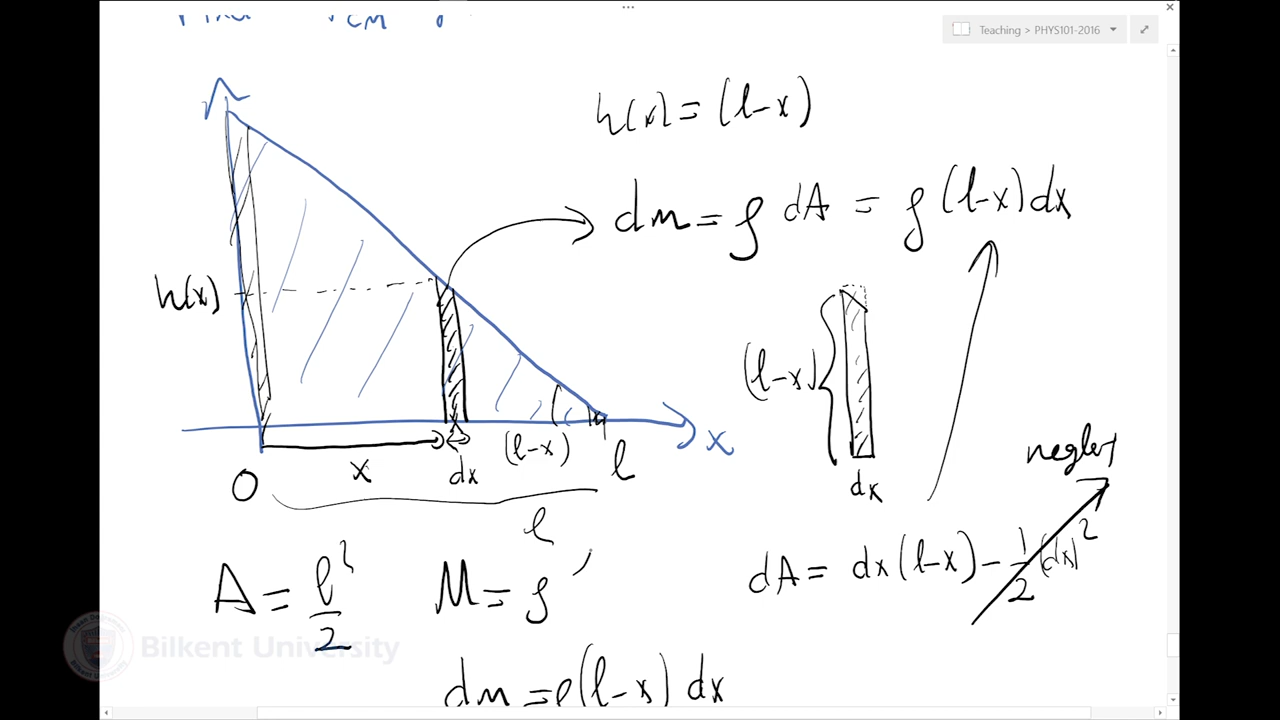 Teaching > PHYS101-2016
h(x) = (l-x)
dm = ρ dA = ρ (l-x) dx
h(x)
(l-x)
x
dx
(l-x)
l
x
0
l
dx
neglect
A = l²/2
M = ρ
dA = dx (l-x) - 1/2 (dx)²
Bilkent University
dm = ρ (l-x) dx